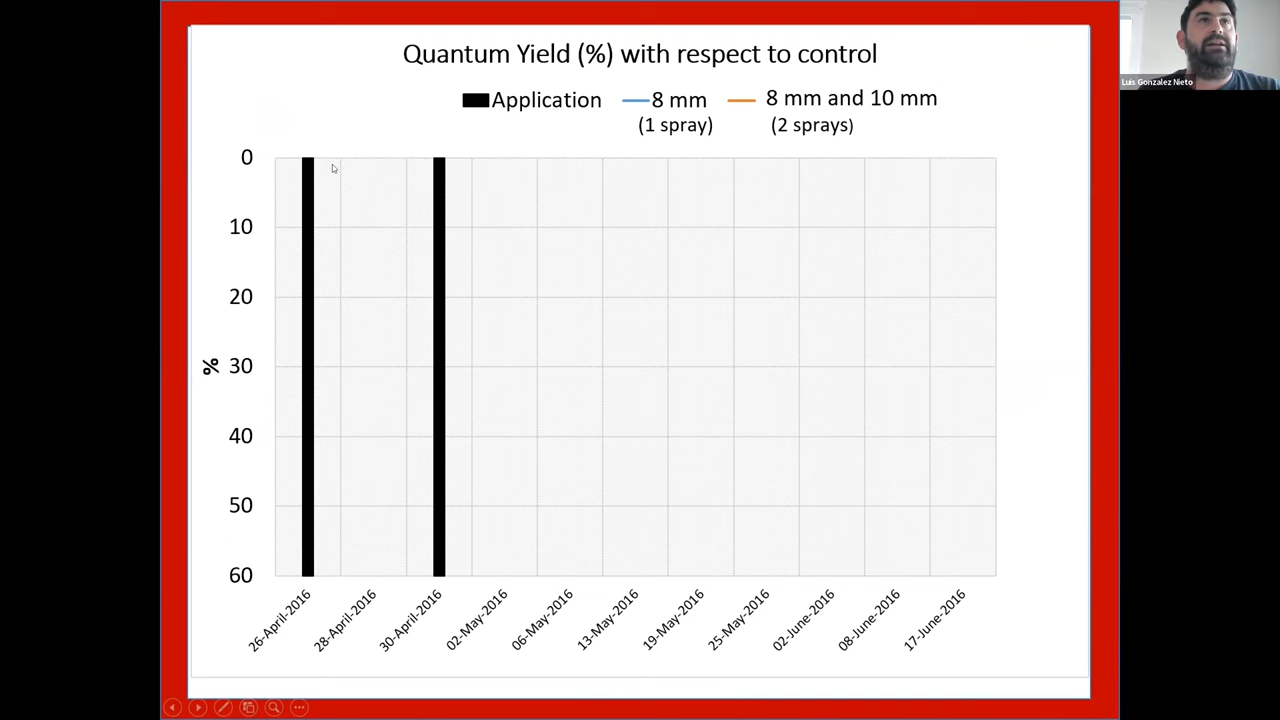 Quantum Yield (%) with respect to control
Application
8 mm
(1 spray)
8 mm and 10 mm
(2 sprays)
0
10
20
30
40
50
60
%
26-April-2016
28-April-2016
30-April-2016
02-May-2016
06-May-2016
13-May-2016
19-May-2016
25-May-2016
02-June-2016
08-June-2016
17-June-2016
Luis Gonzalez Nieto